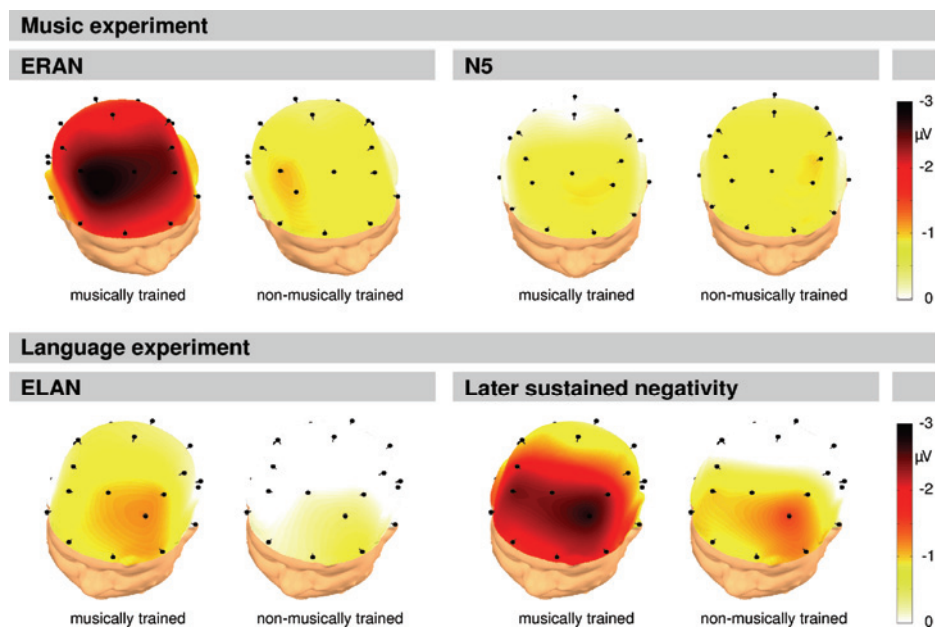 Music experiment
ERAN
N5
-3
µV
-2
-1
0
musically trained
non-musically trained
musically trained
non-musically trained
Language experiment
ELAN
Later sustained negativity
-3
µV
-2
-1
0
musically trained
non-musically trained
musically trained
non-musically trained